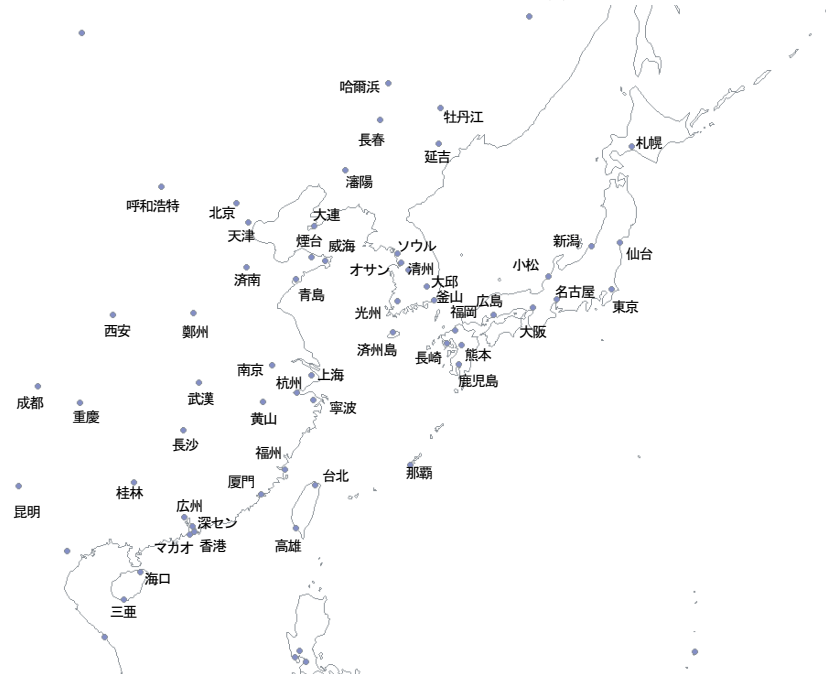 哈爾浜
牡丹江
長春
延吉
札幌
瀋陽
呼和浩特
北京
大連
天津
煙台
威海
ソウル
新潟
仙台
オサン
清州
小松
済南
大邱
青島
釜山
名古屋
広島
東京
光州
福岡
西安
鄭州
大阪
済州島
長崎
熊本
南京
上海
杭州
鹿児島
成都
武漢
重慶
黄山
寧波
長沙
福州
那覇
台北
厦門
桂林
昆明
広州
深セン
マカオ
香港
高雄
海口
三亜